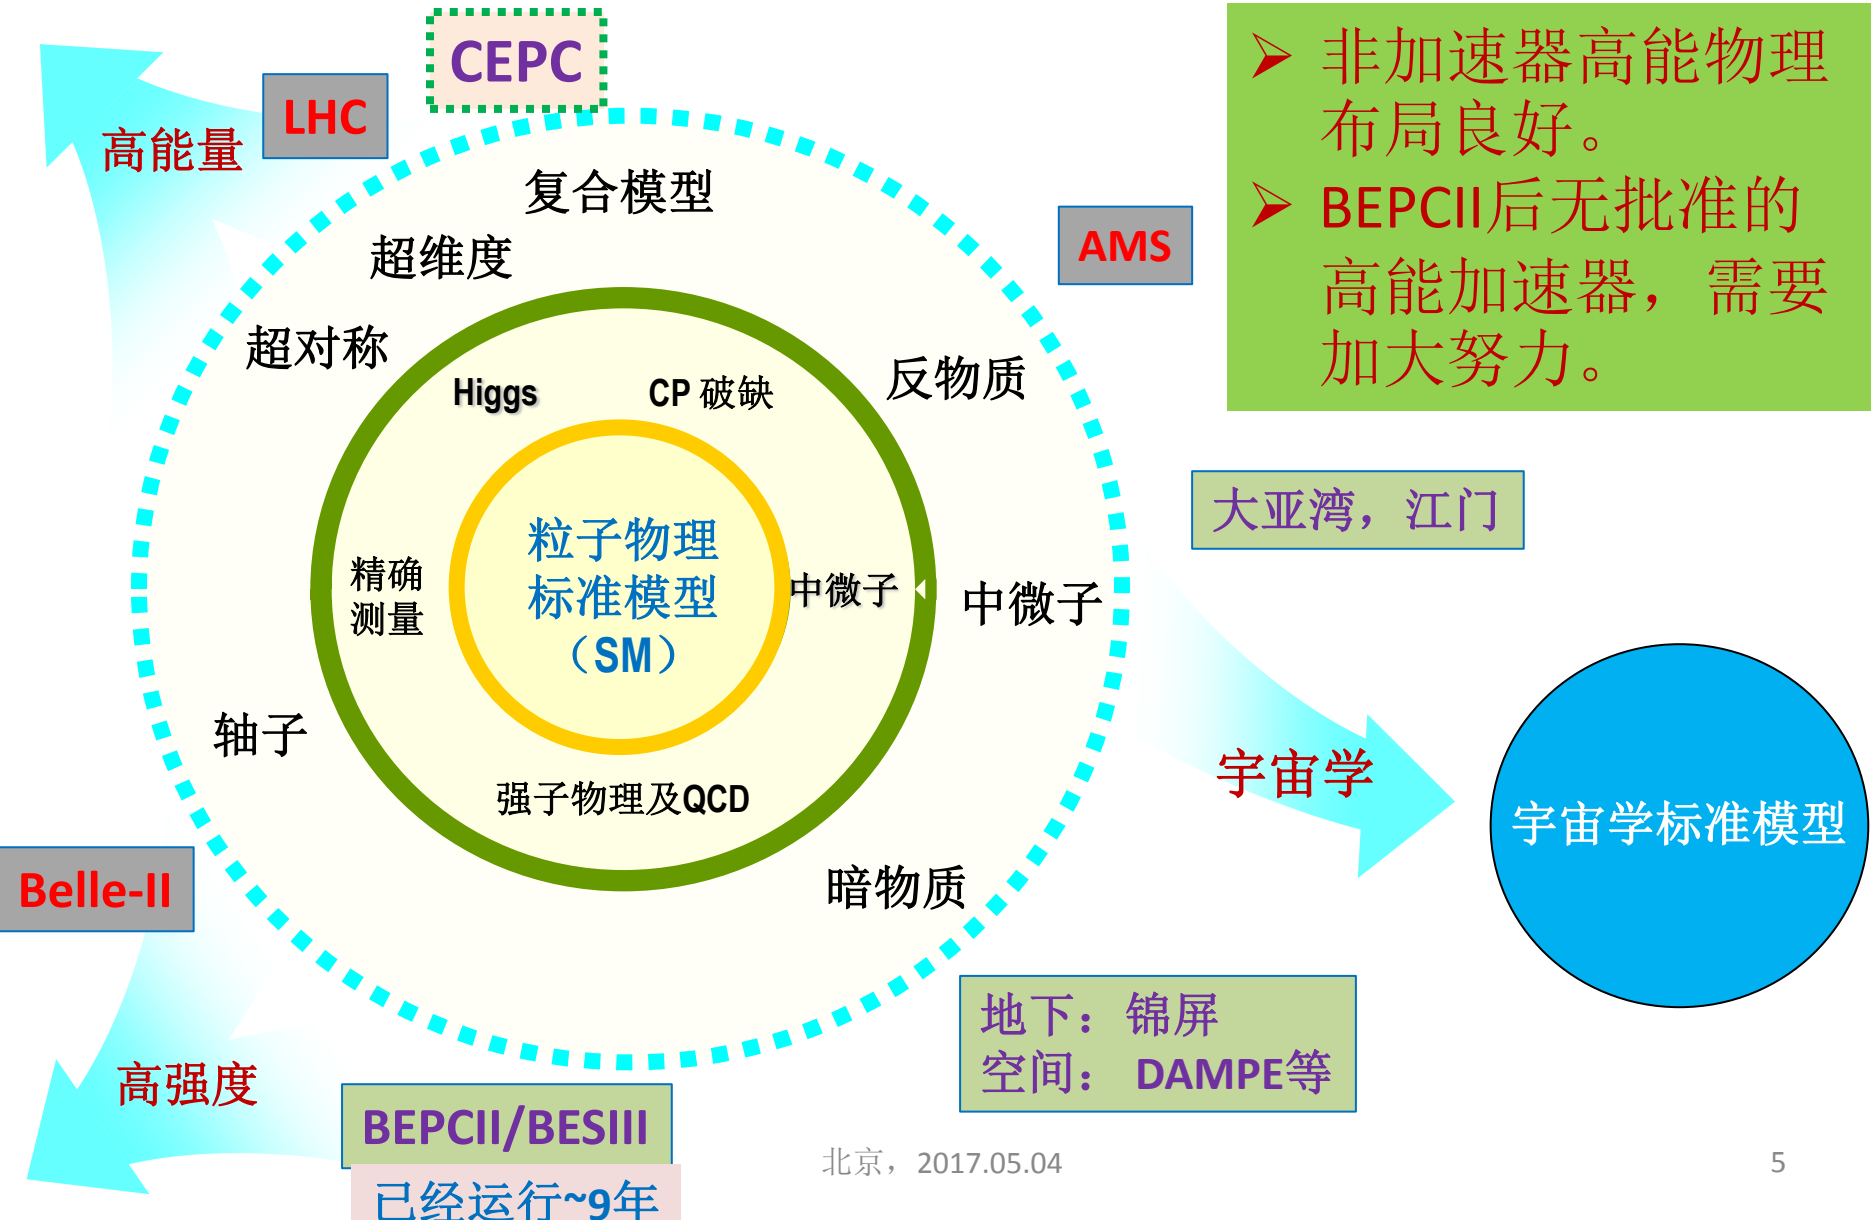 CEPC
LHC
高能量
➢ 非加速器高能物理
布局良好。
➢ BEPCII后无批准的
高能加速器，需要
加大努力。
复合模型
超维度
AMS
超对称
反物质
Higgs
CP 破缺
大亚湾，江门
粒子物理
标准模型
（SM）
精确
测量
中微子
中微子
轴子
宇宙学
强子物理及QCD
宇宙学标准模型
Belle-II
暗物质
地下：锦屏
空间： DAMPE等
高强度
BEPCII/BESIII
已经运行~9年
北京，2017.05.04
5